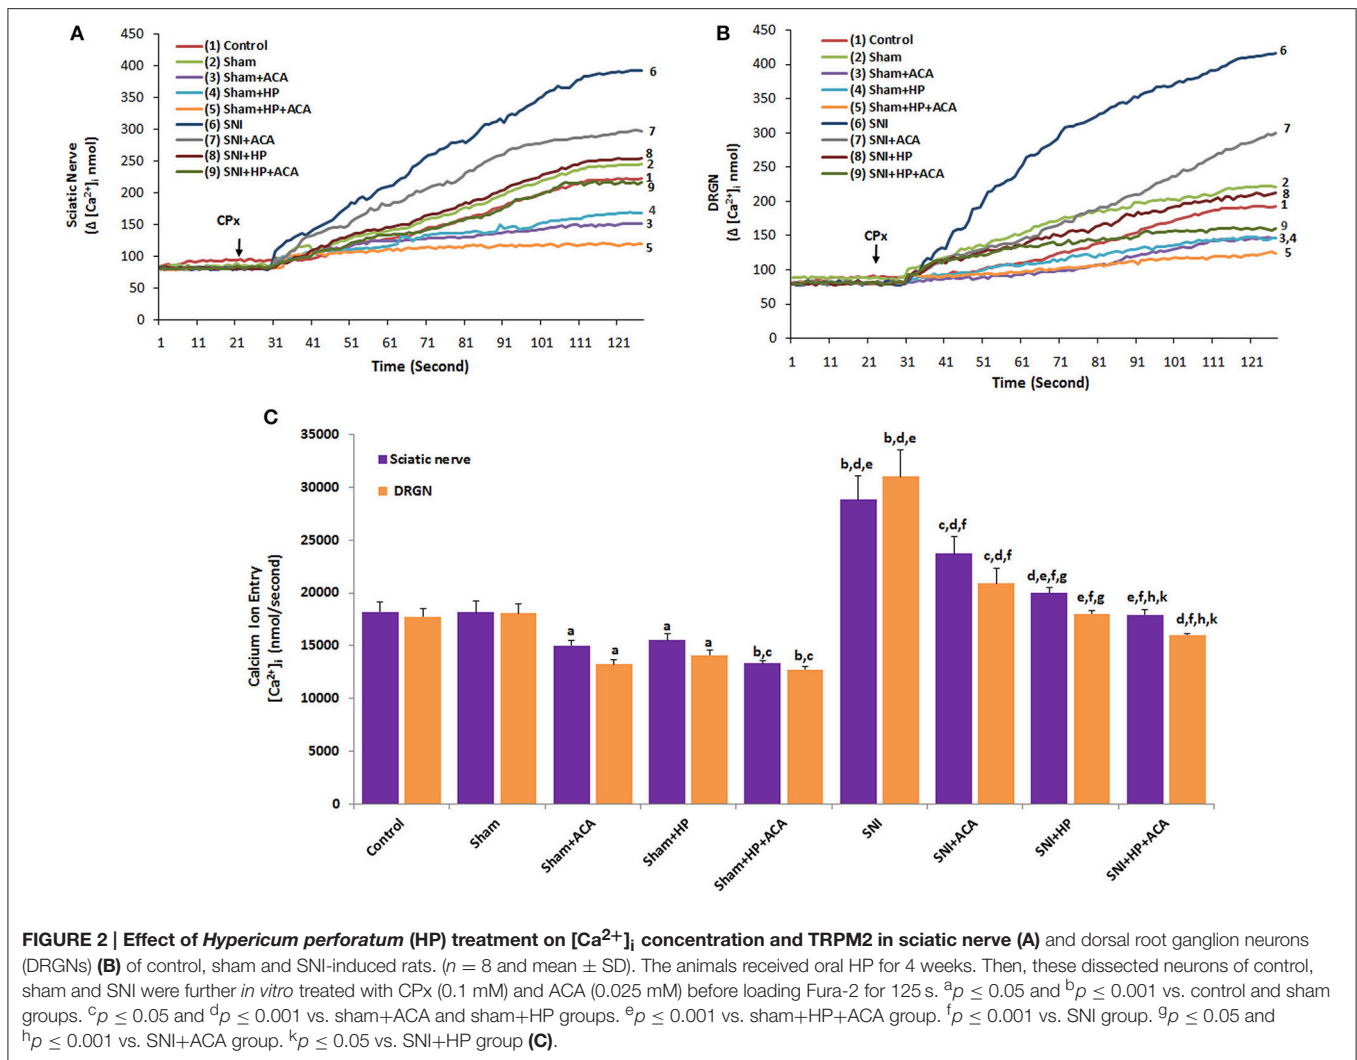 A
450
400
350
300
250
200
150
100
50
0
Sciatic Nerve
(Δ [Ca²⁺]ᵢ nmol)
(1) Control
(2) Sham
(3) Sham+ACA
(4) Sham+HP
(5) Sham+HP+ACA
(6) SNI
(7) SNI+ACA
(8) SNI+HP
(9) SNI+HP+ACA
CPx
6
7
8
2
1
9
4
3
5
1 11 21 31 41 51 61 71 81 91 101 111 121
Time (Second)
B
450
400
350
300
250
200
150
100
50
0
DRGN
(Δ [Ca²⁺]ᵢ nmol)
(1) Control
(2) Sham
(3) Sham+ACA
(4) Sham+HP
(5) Sham+HP+ACA
(6) SNI
(7) SNI+ACA
(8) SNI+HP
(9) SNI+HP+ACA
CPx
6
7
2
8
1
9
3,4
5
1 11 21 31 41 51 61 71 81 91 101 111 121
Time (Second)
C
35000
30000
25000
20000
15000
10000
5000
0
Calcium Ion Entry
[Ca²⁺]ᵢ (nmol/second)
Sciatic nerve
DRGN
a
a
a
a
b,c
b,c
b,d,e
b,d,e
c,d,f
c,d,f
d,e,f,g
e,f,g
e,f,h,k
d,f,h,k
Control
Sham
Sham+ACA
Sham+HP
Sham+HP+ACA
SNI
SNI+ACA
SNI+HP
SNI+HP+ACA
FIGURE 2 | Effect of Hypericum perforatum (HP) treatment on [Ca²⁺]ᵢ concentration and TRPM2 in sciatic nerve (A) and dorsal root ganglion neurons
(DRGNs) (B) of control, sham and SNI-induced rats. (n = 8 and mean ± SD). The animals received oral HP for 4 weeks. Then, these dissected neurons of control,
sham and SNI were further in vitro treated with CPx (0.1 mM) and ACA (0.025 mM) before loading Fura-2 for 125 s. ᵃp ≤ 0.05 and ᵇp ≤ 0.001 vs. control and sham
groups. ᶜp ≤ 0.05 and ᵈp ≤ 0.001 vs. sham+ACA and sham+HP groups. ᵉp ≤ 0.001 vs. sham+HP+ACA group. ᶠp ≤ 0.001 vs. SNI group. ᵍp ≤ 0.05 and
ʰp ≤ 0.001 vs. SNI+ACA group. ᵏp ≤ 0.05 vs. SNI+HP group (C).